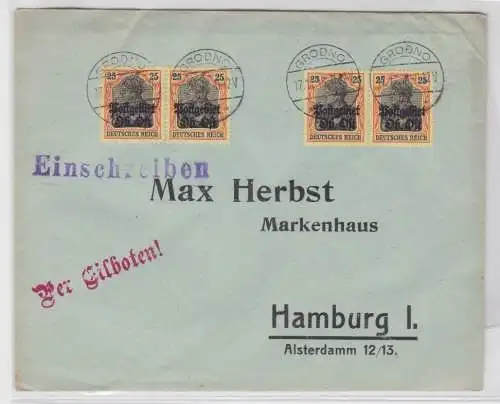 GRODNO GRODNO
25 25 25 25
Postgebiet Ob. Ost Postgebiet Ob. Ost
DEUTSCHES REICH DEUTSCHES REICH
GRODNO GRODNO
25 25 25 25
Postgebiet Ob. Ost Postgebiet Ob. Ost
DEUTSCHES REICH DEUTSCHES REICH
Einschreiben
Max Herbst
Markenhaus
Per Eilboten!
Hamburg I.
Alsterdamm 12/13.